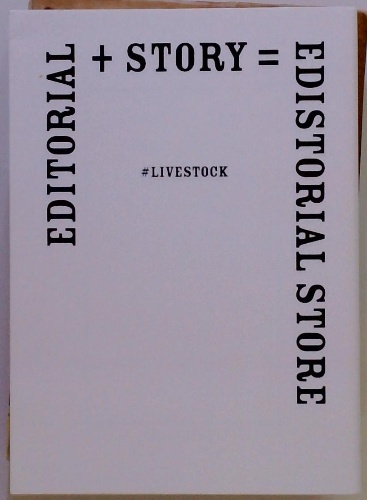 EDITORIAL
+ STORY =
EDISTORIAL STORE
#LIVESTOCK